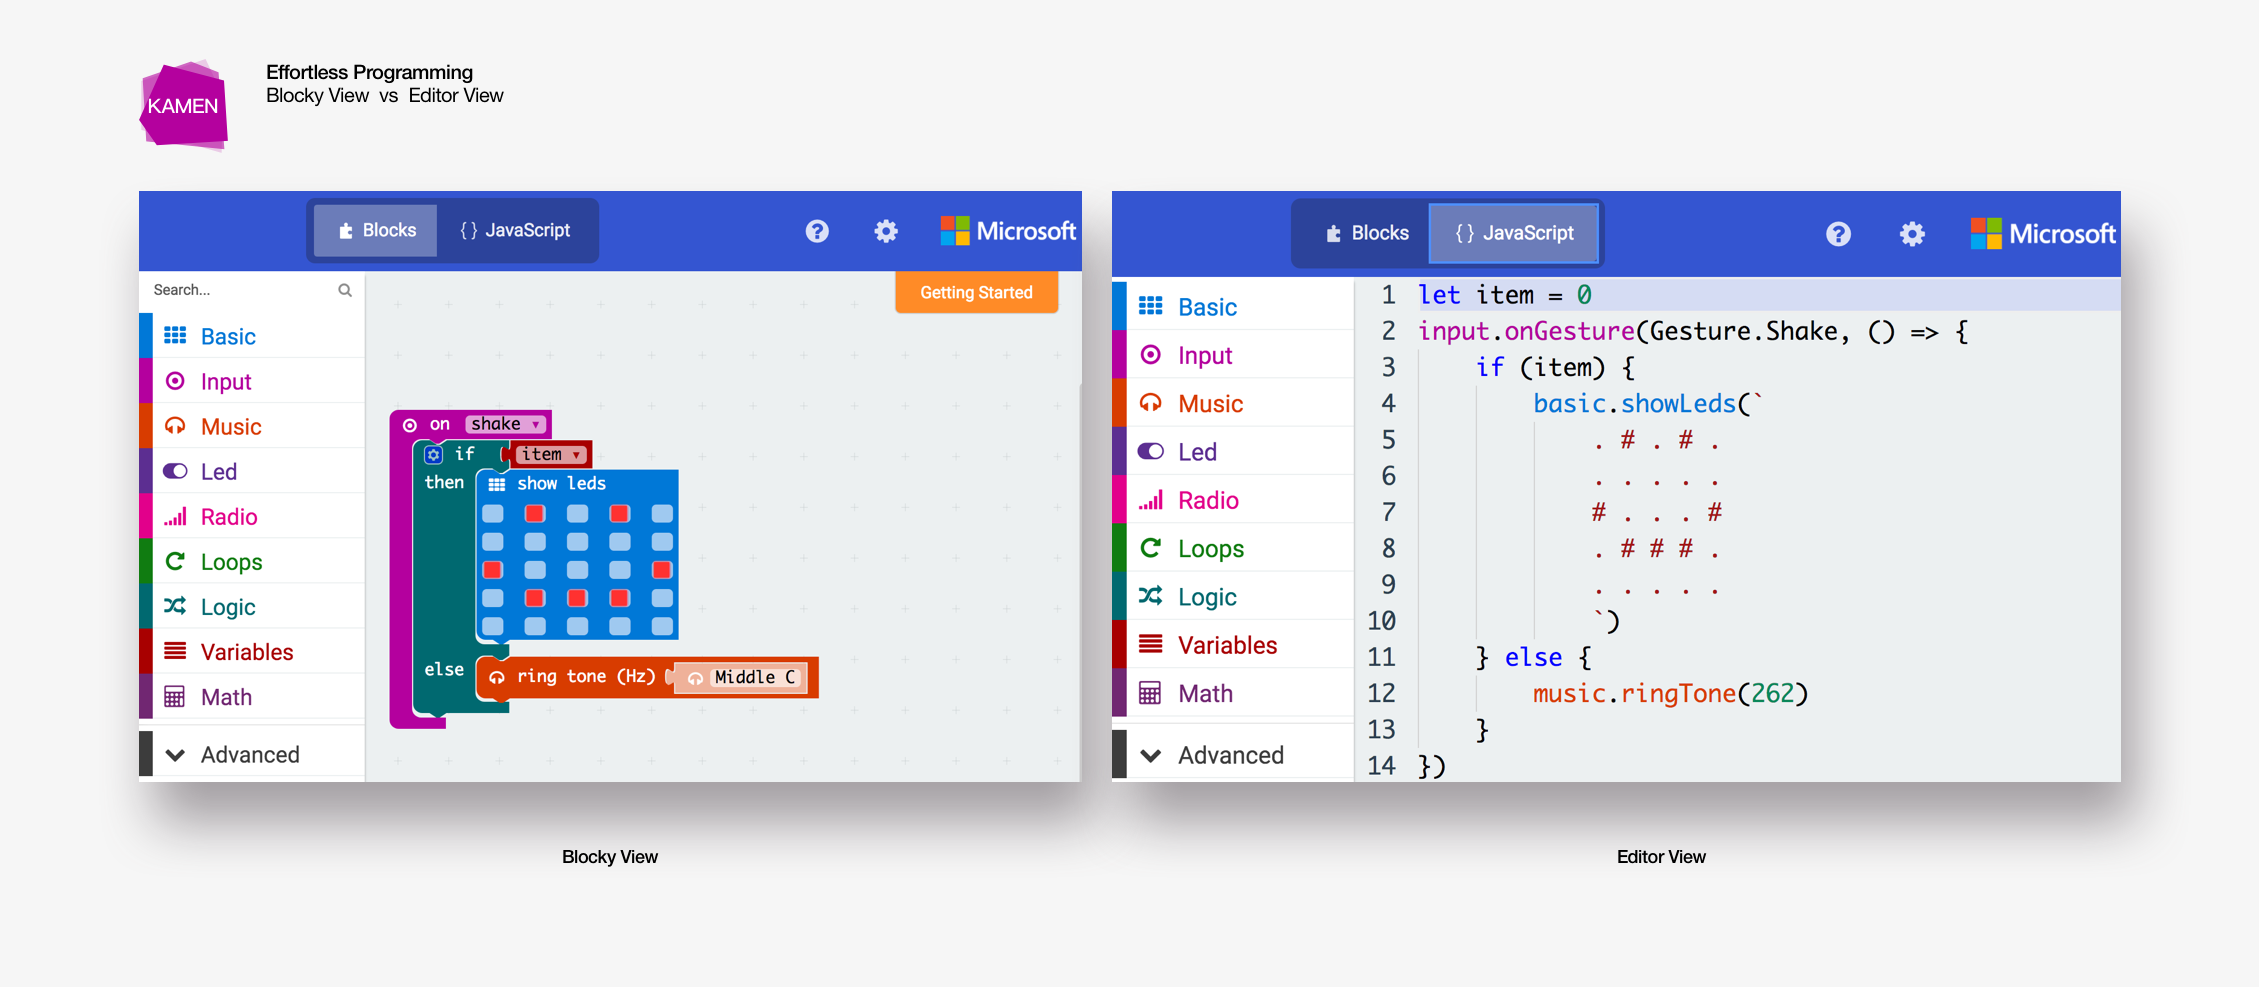 KAMEN
Effortless Programming
Blocky View vs Editor View
Blocks
{ } JavaScript
?
Microsoft
Search...
Getting Started
Basic
Input
Music
Led
Radio
Loops
Logic
Variables
Math
Advanced
on shake
if item
then show leds
else ring tone (Hz) Middle C
Blocks
{ } JavaScript
?
Microsoft
Basic
Input
Music
Led
Radio
Loops
Logic
Variables
Math
Advanced
1 let item = 0
2 input.onGesture(Gesture.Shake, () => {
3 if (item) {
4 basic.showLeds(`
5 . # . # .
6 . . . . .
7 # . . . #
8 . # # # .
9 . . . . .
10 `)
11 } else {
12 music.ringTone(262)
13 }
14 })
Blocky View
Editor View